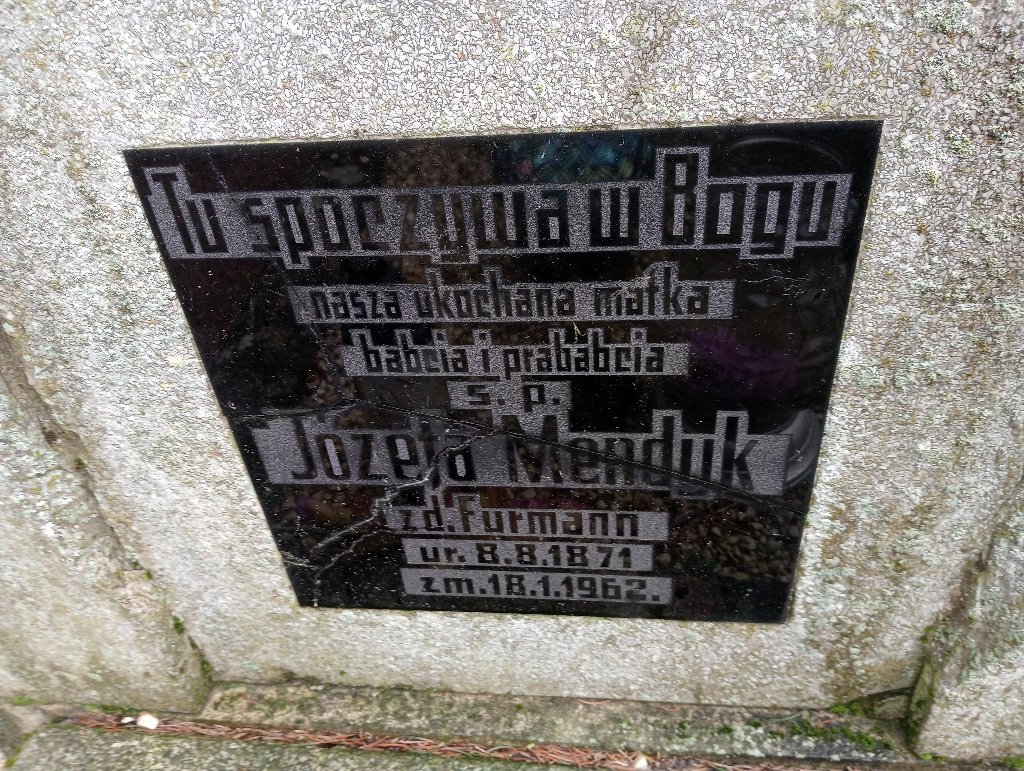 Tu spoczywa w Bogu
nasza ukochana matka
babcia i prababcia
ś. p.
Józefa Mendyk
zd. Furmann
ur. 8.8.1871
zm. 18.1.1962.